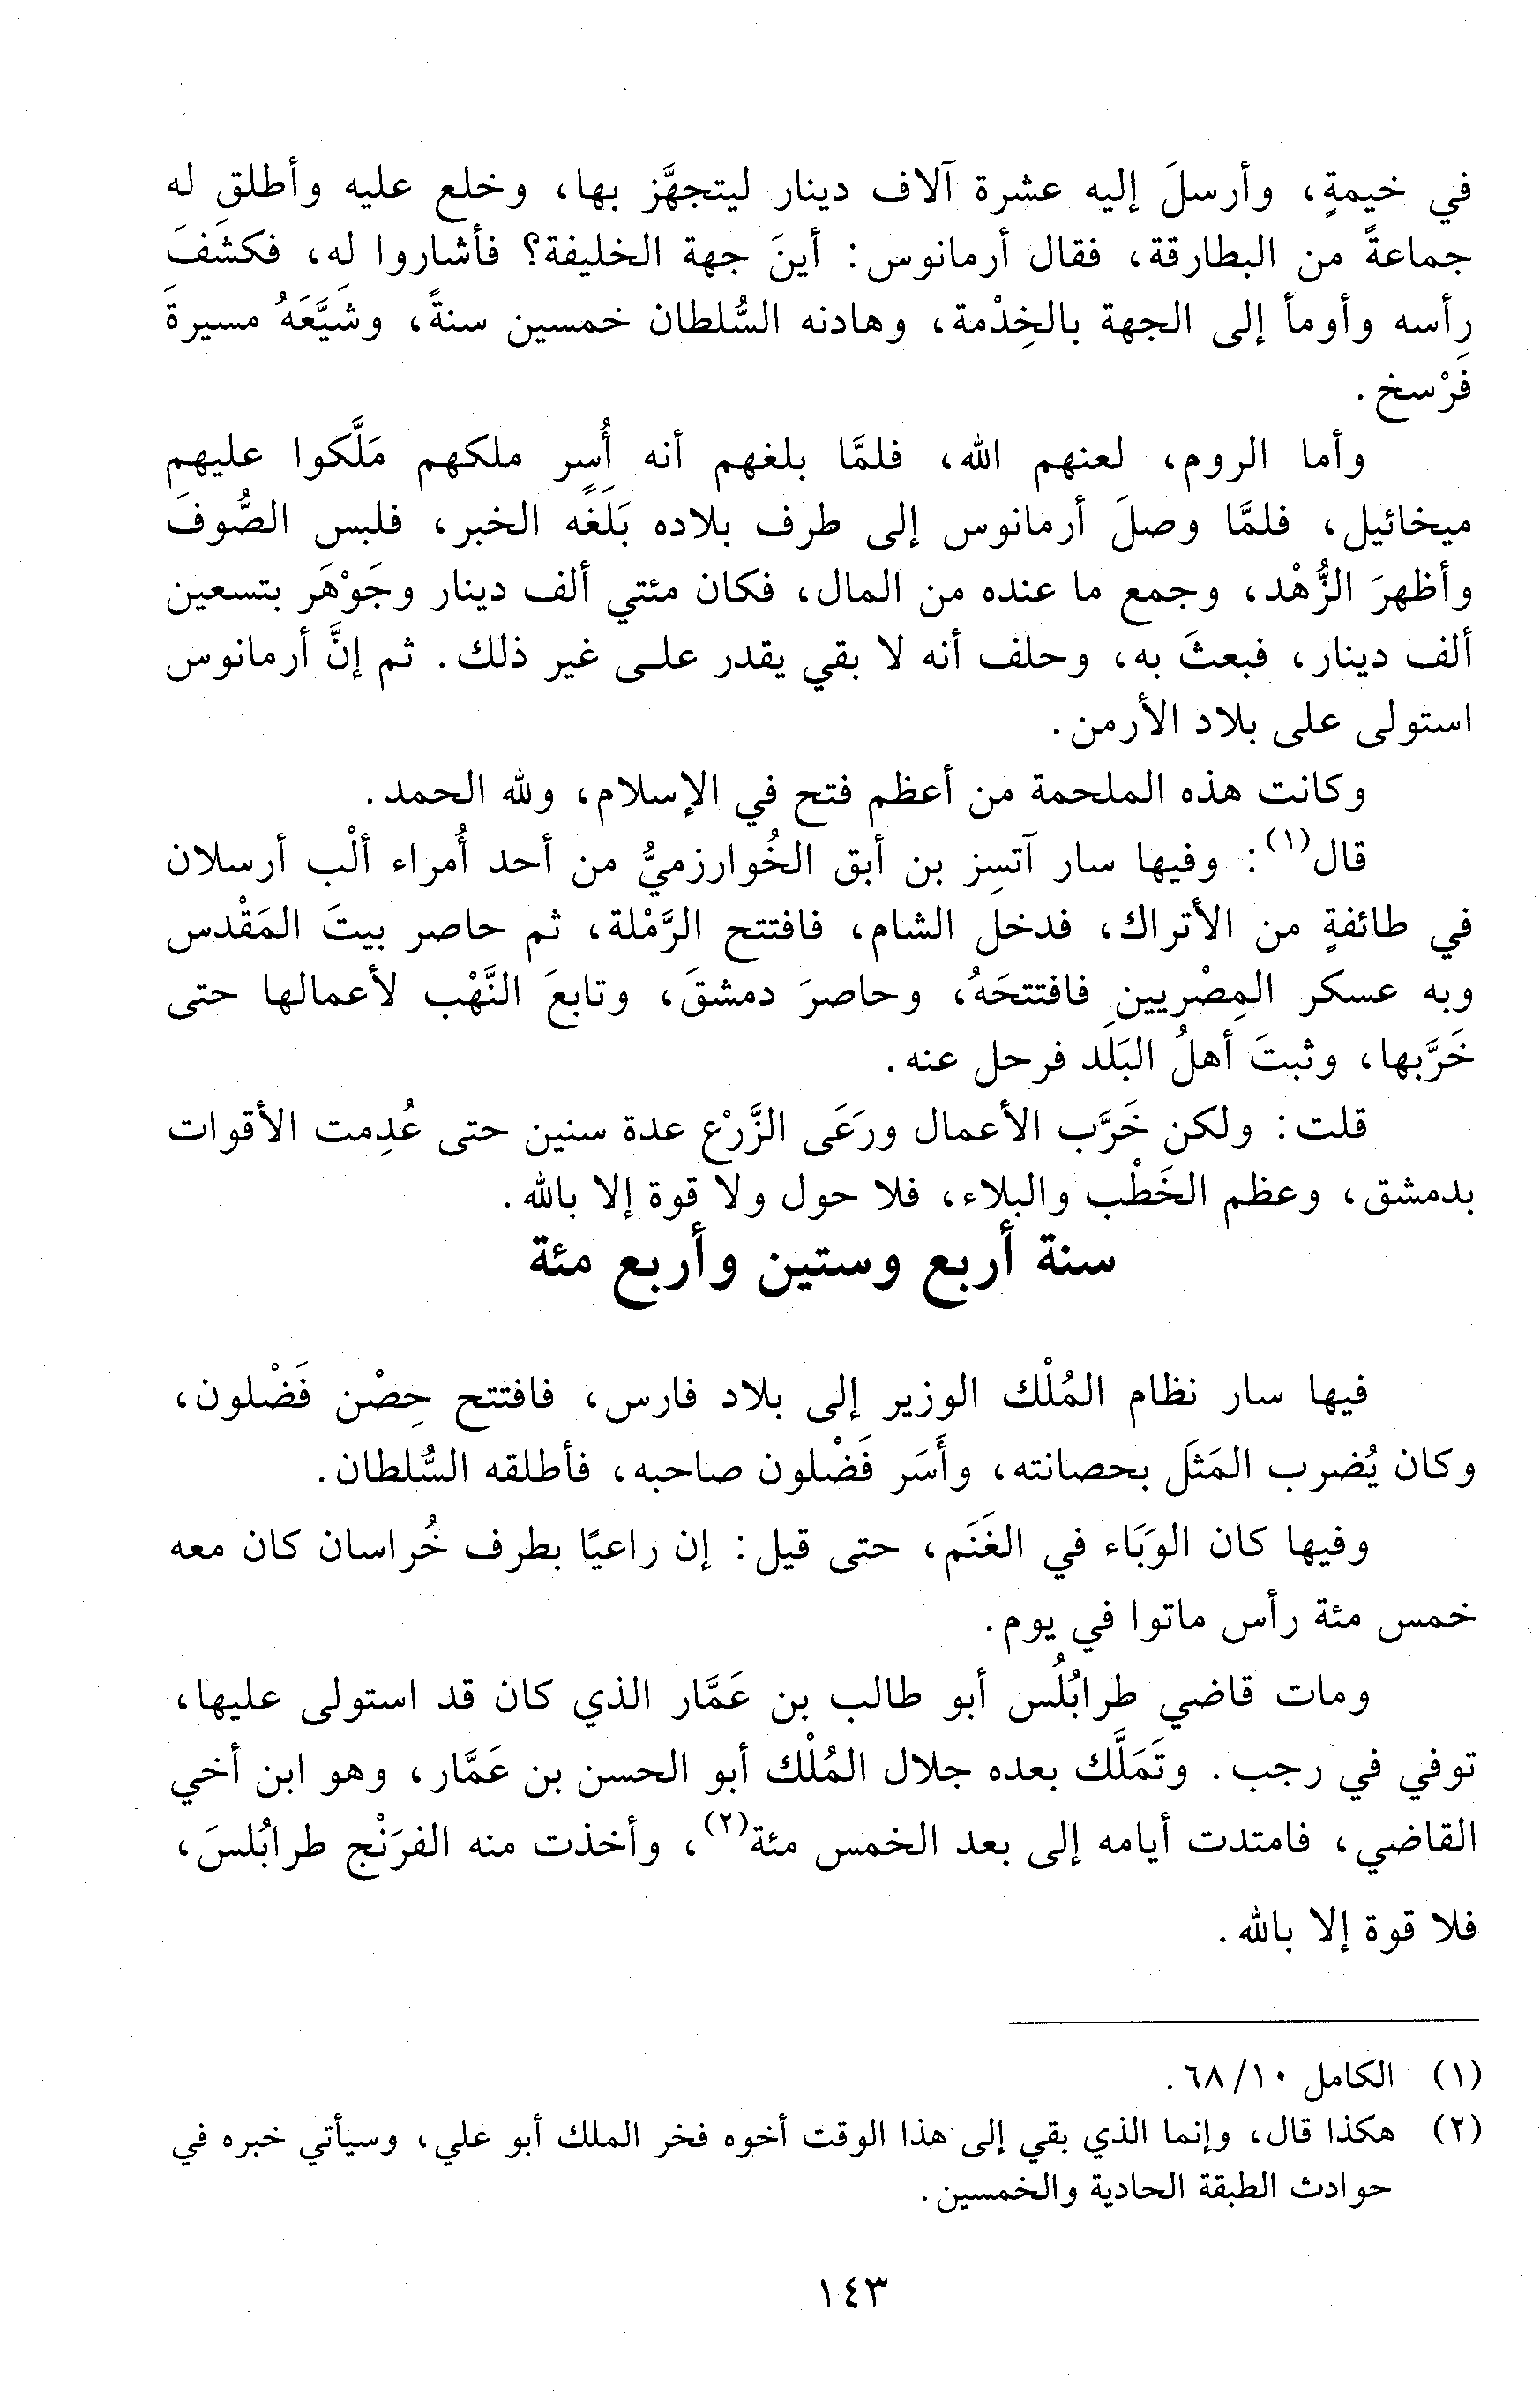 في خيمةٍ، وأرسلَ إليه عشرة آلاف دينار ليتجهَّز بها، وخلع عليه وأطلق له
جماعةً من البطارقة، فقال أرمانوس: أينَ جهة الخليفة؟ فأشاروا له، فكشَفَ
رأسه وأومأ إلى الجهة بالخِدْمة، وهادنه السُّلطان خمسين سنةً، وشَيَّعَهُ مسيرةَ
فَرْسخ.
وأما الروم، لعنهم الله، فلمَّا بلغهم أنه أُسِر ملكهم مَلَّكوا عليهم
ميخائيل، فلمَّا وصلَ أرمانوس إلى طرف بلاده بَلَغَه الخبر، فلبس الصُّوفَ
وأظهرَ الزُّهْد، وجمع ما عنده من المال، فكان مئتي ألف دينار وجَوْهَر بتسعين
ألف دينار، فبعثَ به، وحلف أنه لا بقي يقدر على غير ذلك. ثم إنَّ أرمانوس
استولى على بلاد الأرمن.
وكانت هذه الملحمة من أعظم فتح في الإسلام، ولله الحمد.
قال(١): وفيها سار آتسِز بن أبق الخُوارزميُّ من أحد أُمراء ألْب أرسلان
في طائفةٍ من الأتراك، فدخل الشام، فافتتح الرَّمْلة، ثم حاصر بيتَ المَقْدس
وبه عسكر المِصْريينِ فافتتحَهُ، وحاصرَ دمشقَ، وتابعَ النَّهْب لأعمالها حتى
خَرَّبها، وثبتَ أهلُ البَلَد فرحل عنه.
قلت: ولكن خَرَّب الأعمال ورَعَى الزَّرْع عدة سنين حتى عُدِمت الأقوات
بدمشق، وعظم الخَطْب والبلاء، فلا حول ولا قوة إلا بالله.
سنة أربع وستين وأربع مئة
فيها سار نظام المُلْك الوزير إلى بلاد فارس، فافتتح حِصْن فَضْلون،
وكان يُضرب المَثَل بحصانته، وأَسَر فَضْلون صاحبه، فأطلقه السُّلطان.
وفيها كان الوَبَاء في الغَنَم، حتى قيل: إن راعيًا بطرف خُراسان كان معه
خمس مئة رأس ماتوا في يوم.
ومات قاضي طرابُلُس أبو طالب بن عَمَّار الذي كان قد استولى عليها،
توفي في رجب. وتَمَلَّك بعده جلال المُلْك أبو الحسن بن عَمَّار، وهو ابن أخي
القاضي، فامتدت أيامه إلى بعد الخمس مئة(٢)، وأخذت منه الفرَنْج طرابُلسَ،
فلا قوة إلا بالله.
(١) الكامل ١٠/ ٦٨.
(٢) هكذا قال، وإنما الذي بقي إلى هذا الوقت أخوه فخر الملك أبو علي، وسيأتي خبره في
حوادث الطبقة الحادية والخمسين.
١٤٣